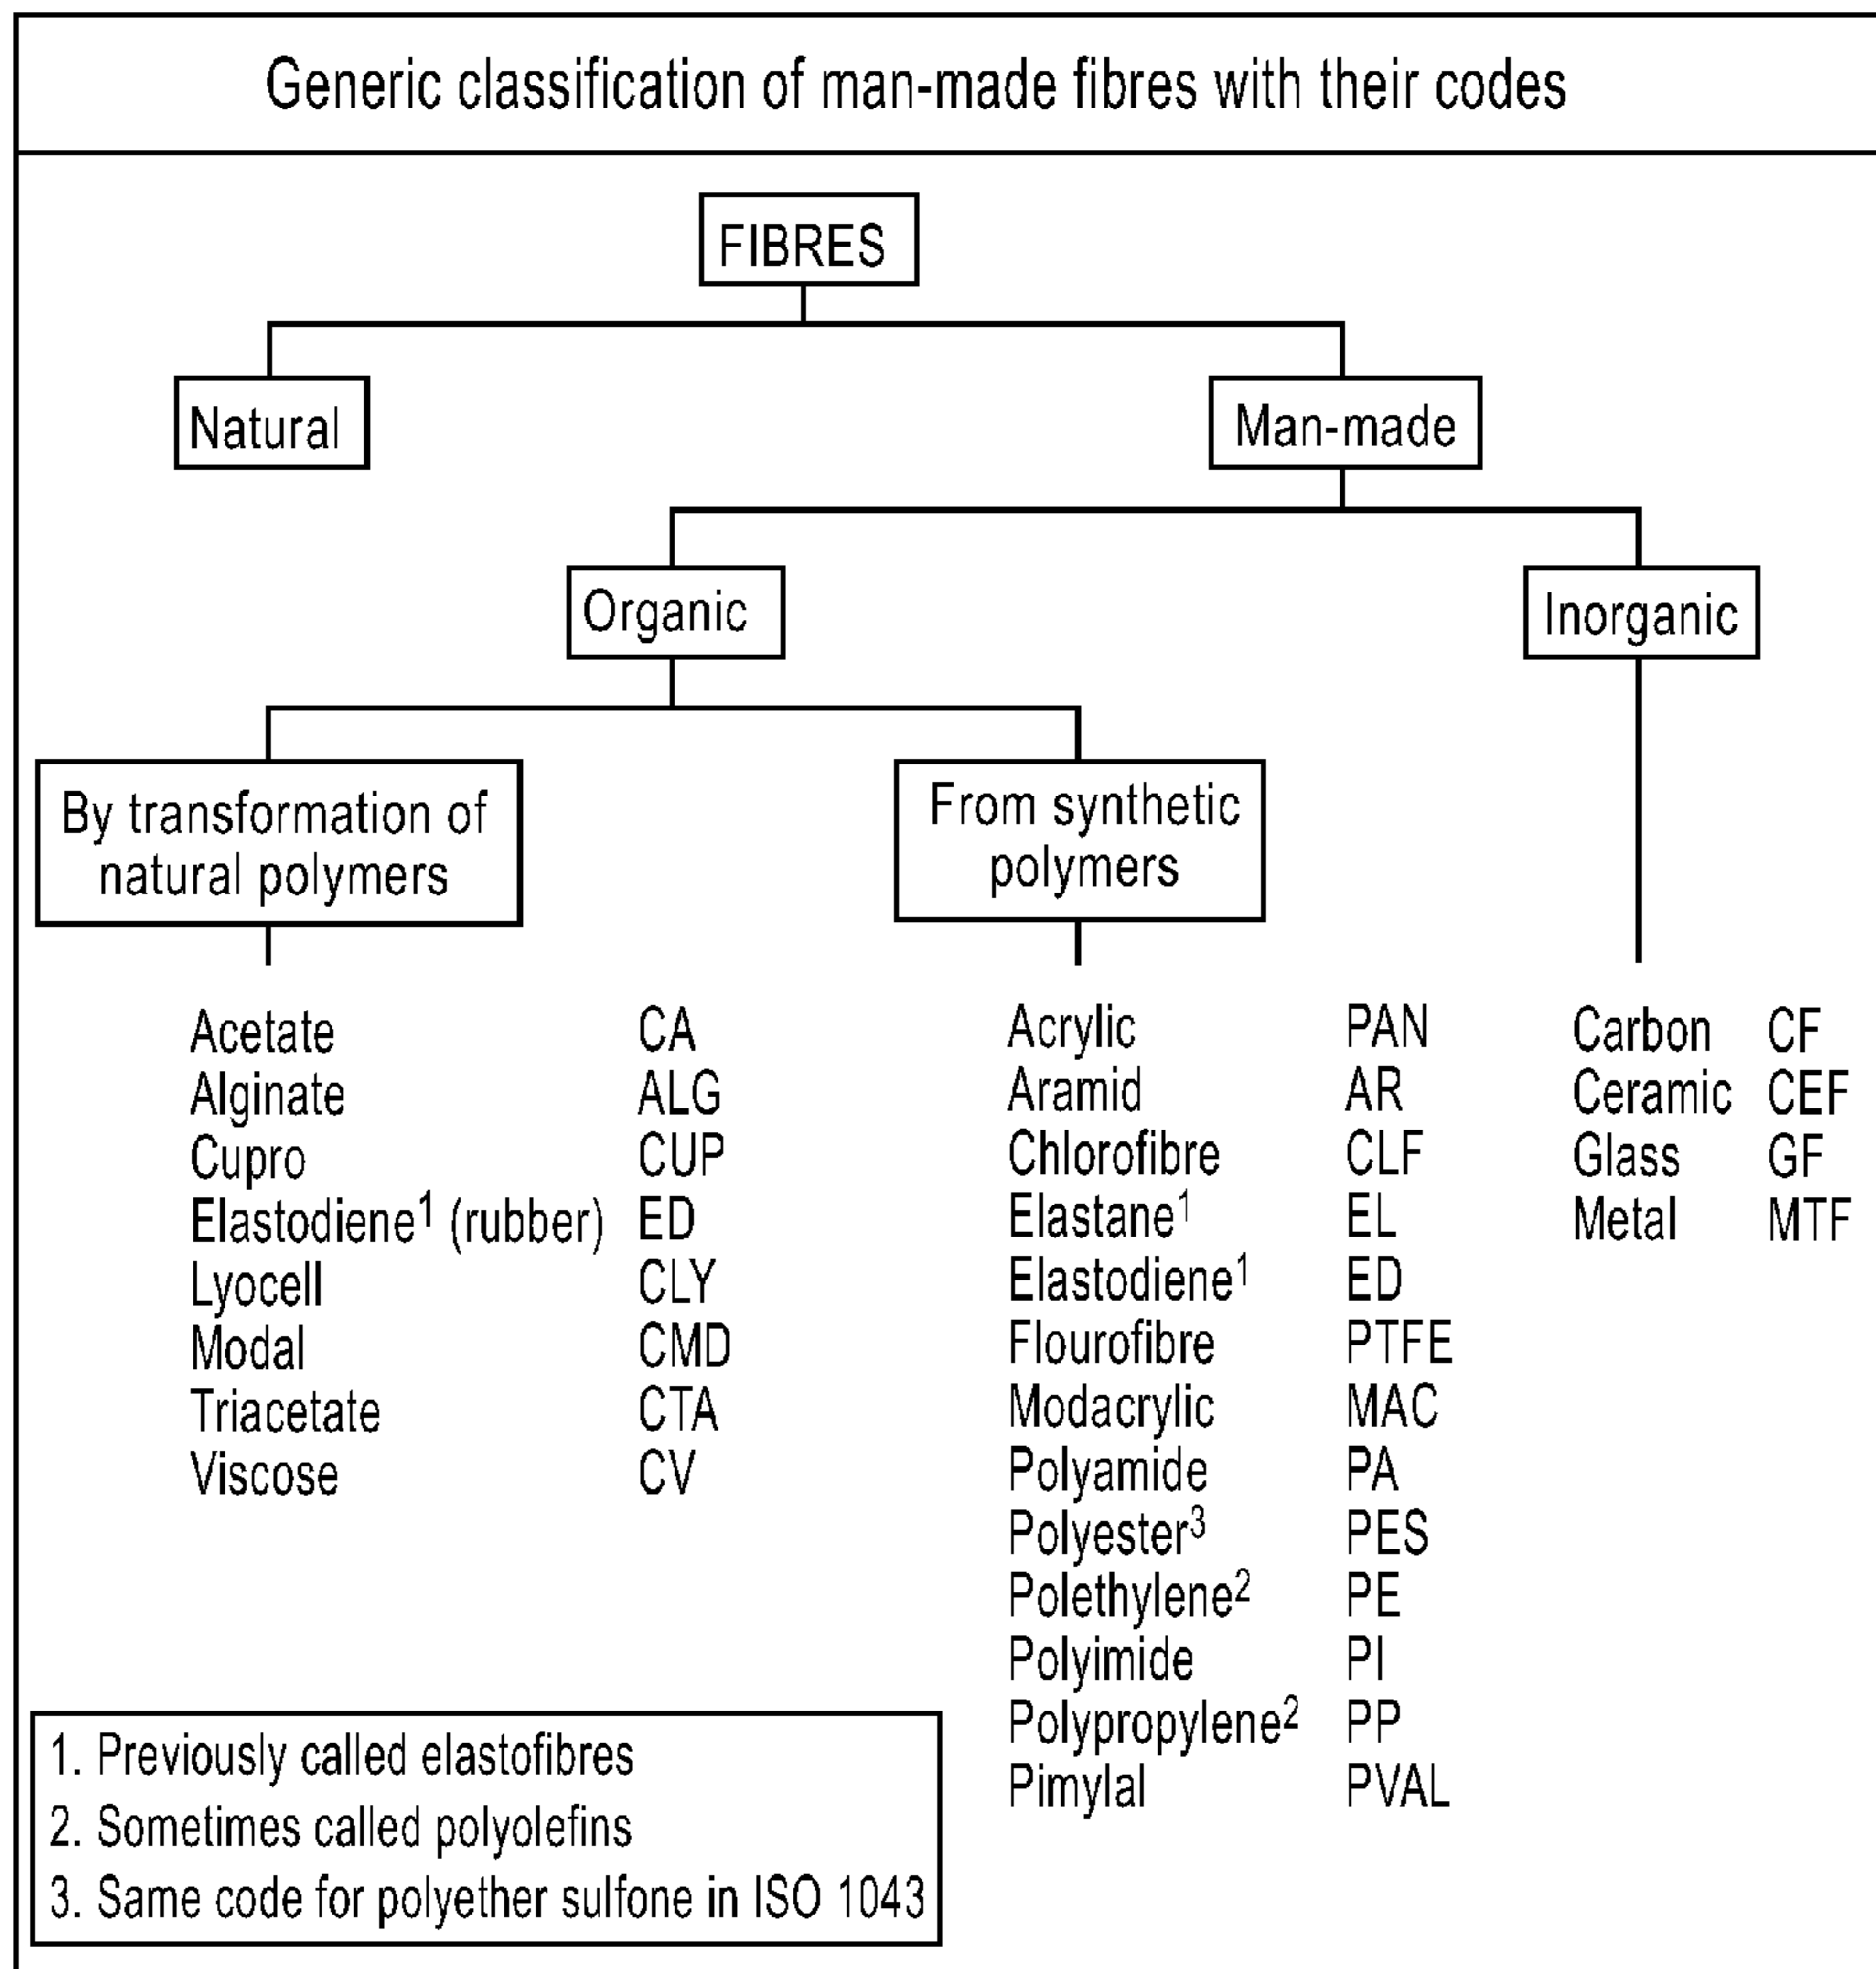 Generic classification of man-made fibres with their codes
FIBRES
Natural
Man-made
Organic
Inorganic
By transformation of
natural polymers
From synthetic
polymers
Acetate CA
Alginate ALG
Cupro CUP
Elastodiene¹ (rubber) ED
Lyocell CLY
Modal CMD
Triacetate CTA
Viscose CV
Acrylic PAN
Aramid AR
Chlorofibre CLF
Elastane¹ EL
Elastodiene¹ ED
Flourofibre PTFE
Modacrylic MAC
Polyamide PA
Polyester³ PES
Polethylene² PE
Polyimide PI
Polypropylene² PP
Pimylal PVAL
Carbon CF
Ceramic CEF
Glass GF
Metal MTF
1. Previously called elastofibres
2. Sometimes called polyolefins
3. Same code for polyether sulfone in ISO 1043